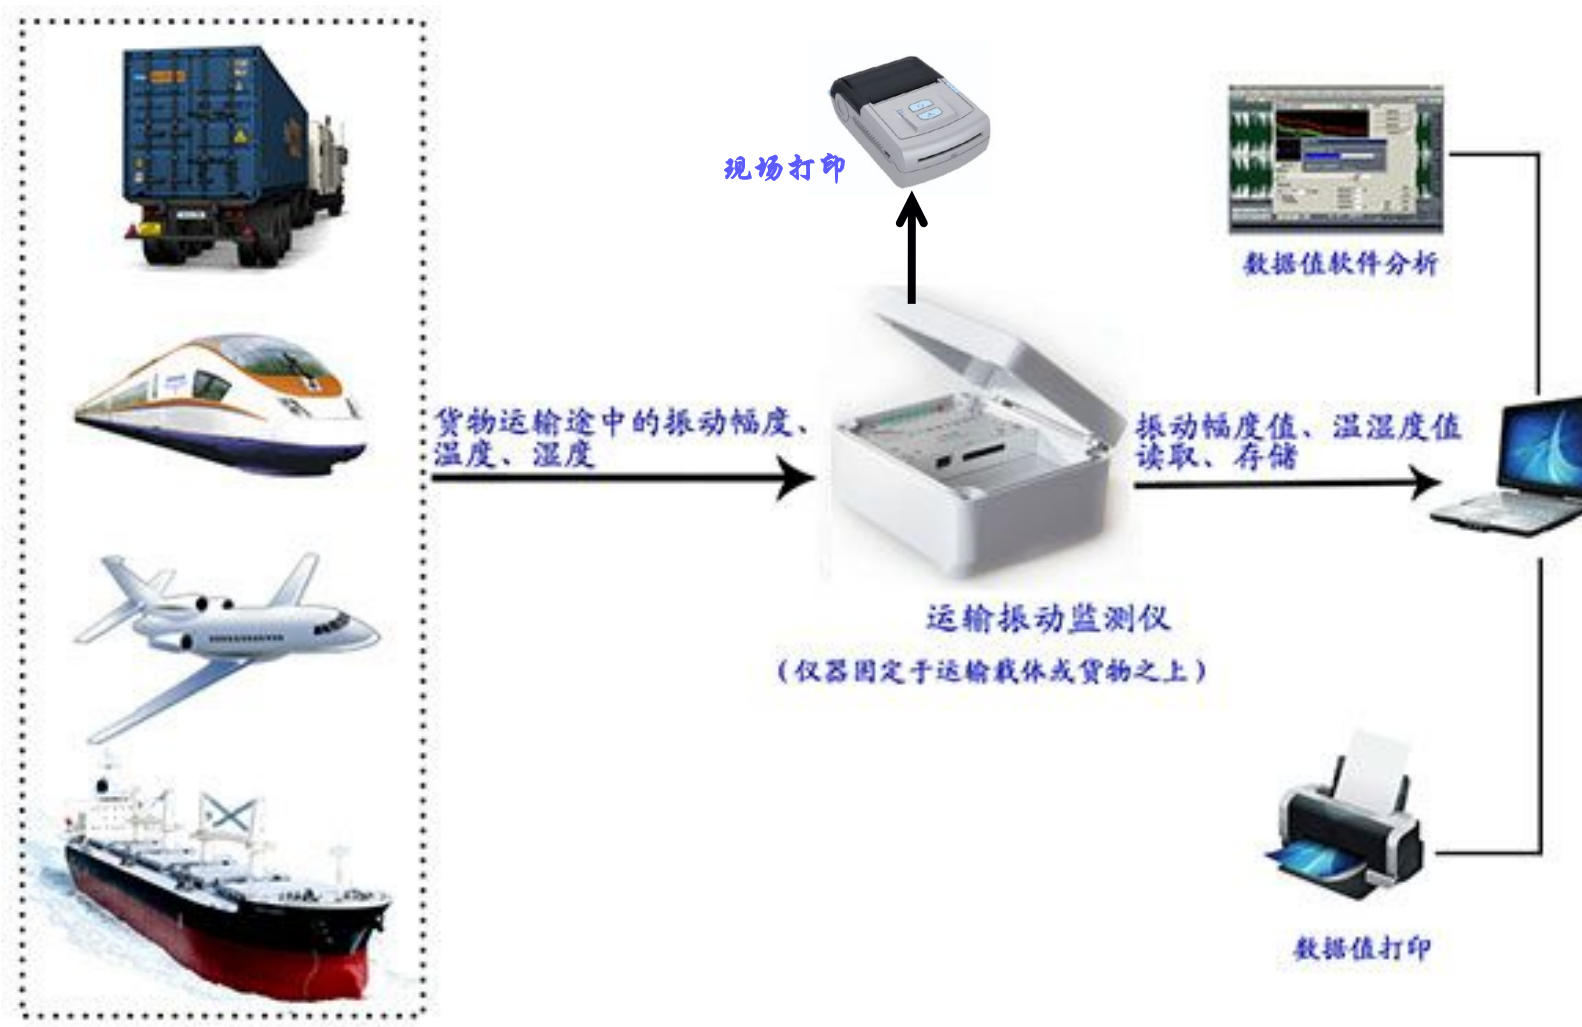 现场打印
数据值软件分析
货物运输途中的振动幅度、
温度、湿度
振动幅度值、温湿度值
读取、存储
运输振动监测仪
（仪器固定于运输载体或货物之上）
数据值打印